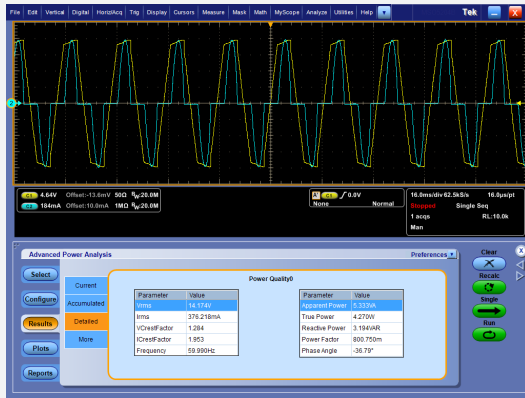 File Edit Vertical Digital Horiz/Acq Trig Display Cursors Measure Mask Math MyScope Analyze Utilities Help Tek X
2
C1 4.64V Offset:-13.6mV 50Ω BW:20.0M
C2 184mA Offset:10.0mA 1MΩ BW:20.0M
A' C1 / 0.0V
None Normal
16.0ms/div 62.5kS/s 16.0µs/pt
Stopped Single Seq
1 acqs RL:10.0k
Man
Advanced Power Analysis Preferences
Clear
X
Recalc
Single
Run
Select
Configure
Results
Plots
Reports
Current
Accumulated
Detailed
More
Power Quality0
Parameter Value
Vrms 14.174V
Irms 376.218mA
VCrestFactor 1.284
ICrestFactor 1.953
Frequency 59.990Hz
Parameter Value
Apparent Power 5.333VA
True Power 4.270W
Reactive Power 3.194VAR
Power Factor 800.750m
Phase Angle -36.79°